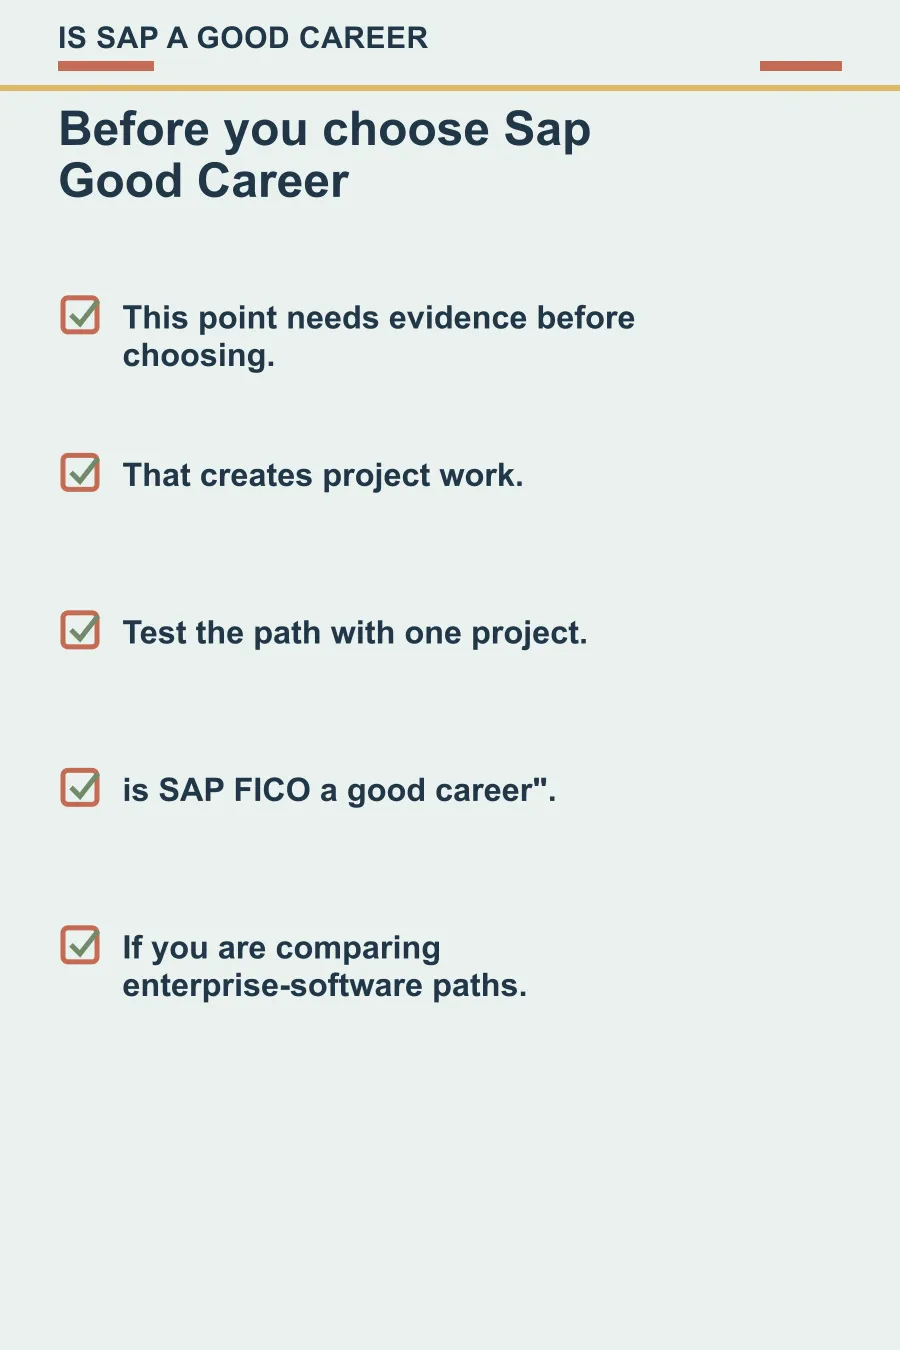 IS SAP A GOOD CAREER
Before you choose Sap
Good Career
This point needs evidence before
choosing.
That creates project work.
Test the path with one project.
is SAP FICO a good career".
If you are comparing
enterprise-software paths.